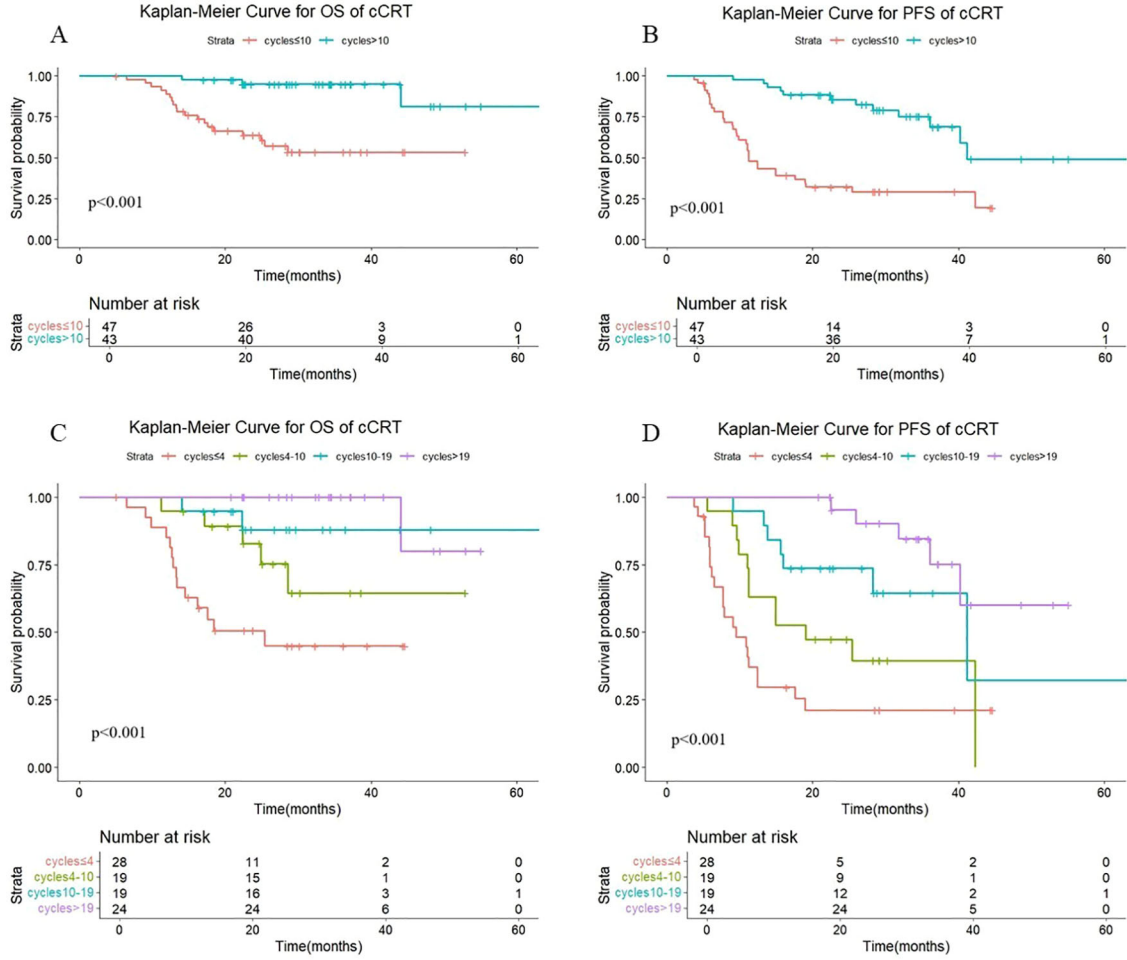 A
Kaplan-Meier Curve for OS of cCRT
Strata cycles≤10 cycles>10
Survival probability
1.00
0.75
0.50
0.25
0.00
p<0.001
0 20 40 60
Time(months)
Number at risk
Strata
cycles≤10 47 26 3 0
cycles>10 43 40 9 1
0 20 40 60
Time(months)
B
Kaplan-Meier Curve for PFS of cCRT
Strata cycles≤10 cycles>10
Survival probability
1.00
0.75
0.50
0.25
0.00
p<0.001
0 20 40 60
Time(months)
Number at risk
Strata
cycles≤10 47 14 3 0
cycles>10 43 36 7 1
0 20 40 60
Time(months)
C
Kaplan-Meier Curve for OS of cCRT
Strata cycles≤4 cycles4-10 cycles10-19 cycles>19
Survival probability
1.00
0.75
0.50
0.25
0.00
p<0.001
0 20 40 60
Time(months)
Number at risk
Strata
cycles≤4 28 11 2 0
cycles4-10 19 15 1 0
cycles10-19 19 16 3 1
cycles>19 24 24 6 0
0 20 40 60
Time(months)
D
Kaplan-Meier Curve for PFS of cCRT
Strata cycles≤4 cycles4-10 cycles10-19 cycles>19
Survival probability
1.00
0.75
0.50
0.25
0.00
p<0.001
0 20 40 60
Time(months)
Number at risk
Strata
cycles≤4 28 5 2 0
cycles4-10 19 9 1 0
cycles10-19 19 12 2 1
cycles>19 24 24 5 0
0 20 40 60
Time(months)